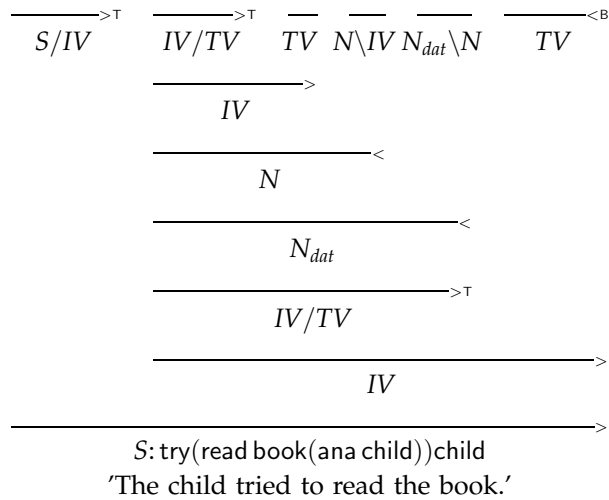 >T >T <B
S/IV IV/TV TV N\IV N_dat\N TV
>
IV
<
N
<
N_dat
>T
IV/TV
>
IV
>
S: try(read book(ana child))child
'The child tried to read the book.'